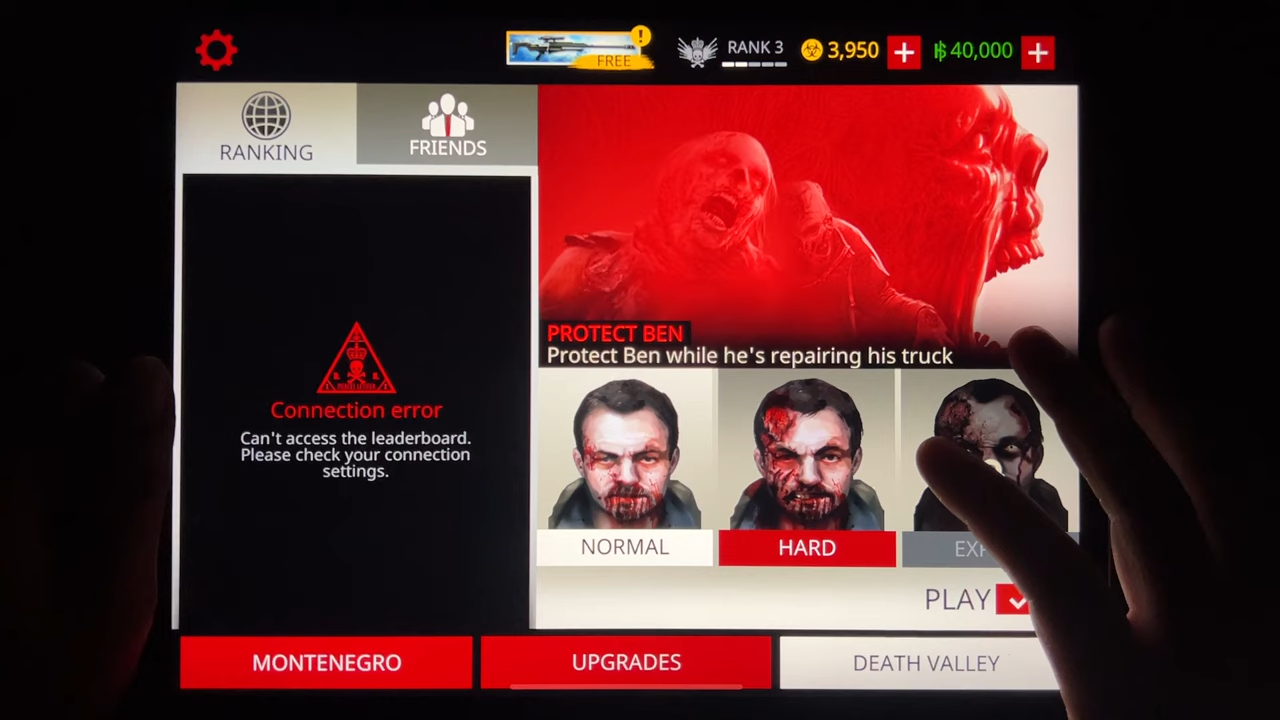 FREE
!
RANK 3
3,950
40,000
RANKING
FRIENDS
PROTECT BEN
Protect Ben while he's repairing his truck
Connection error
Can't access the leaderboard.
Please check your connection
settings.
NORMAL
HARD
PLAY
MONTENEGRO
UPGRADES
DEATH VALLEY